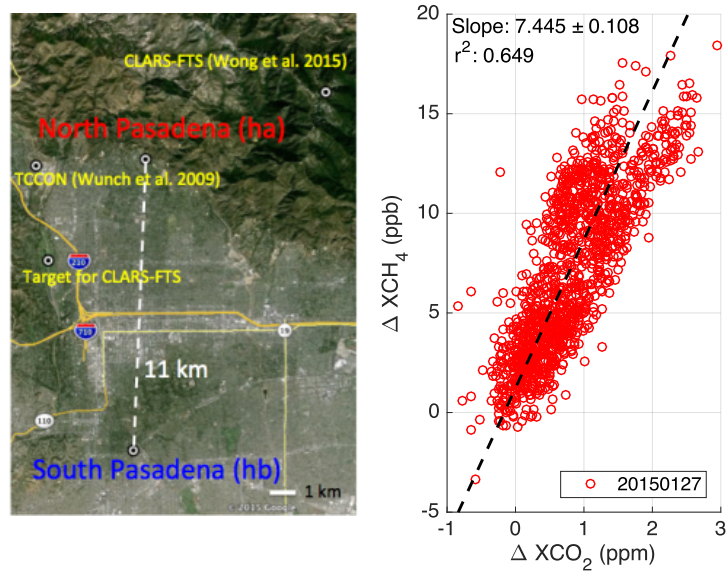 CLARS-FTS (Wong et al. 2015)
North Pasadena (ha)
TCCON (Wunch et al. 2009)
210
Target for CLARS-FTS
710
19
11 km
110
South Pasadena (hb)
1 km
© 2015 Google
Slope: 7.445 ± 0.108
r²: 0.649
20
15
10
5
0
-5
Δ XCH₄ (ppb)
20150127
-1
0
1
2
3
Δ XCO₂ (ppm)